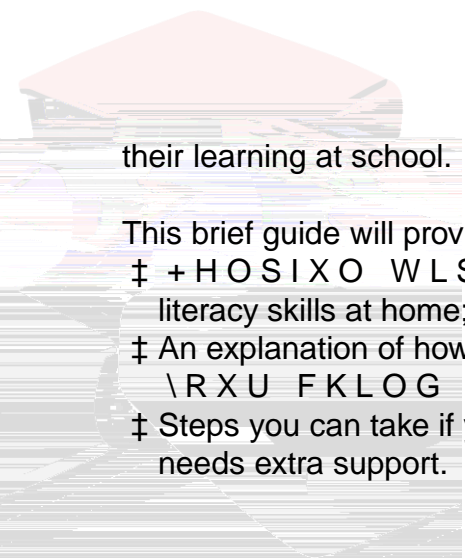 their learning at school.
This brief guide will prov
‡ +HOSIXO WLS
literacy skills at home;
‡ An explanation of how
\RXU FKLOG
‡ Steps you can take if y
needs extra support.